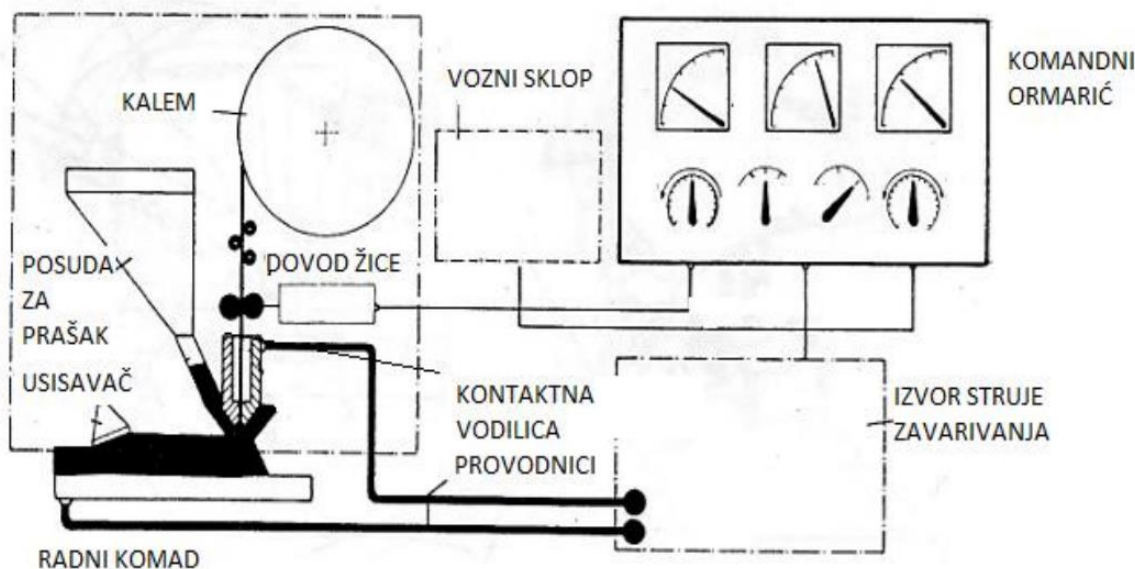 KALEM
VOZNI SKLOP
KOMANDNI
ORMARIĆ
POSUDA
ZA
PRAŠAK
DOVOD ŽICE
USISAVAČ
KONTAKTNA
VODILICA
PROVODNICI
IZVOR STRUJE
ZAVARIVANJA
RADNI KOMAD